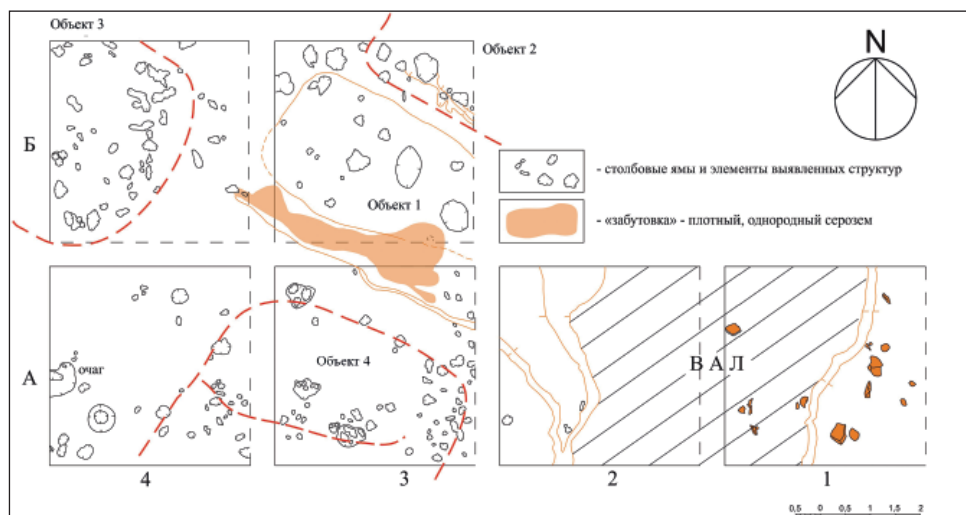 Объект 3
Объект 2
N
Б
- столбовые ямы и элементы выявленных структур
Объект 1
- «забутовка» - плотный, однородный серозем
А
очаг
Объект 4
ВАЛ
4
3
2
1
0,5 0 0,5 1 1,5 2